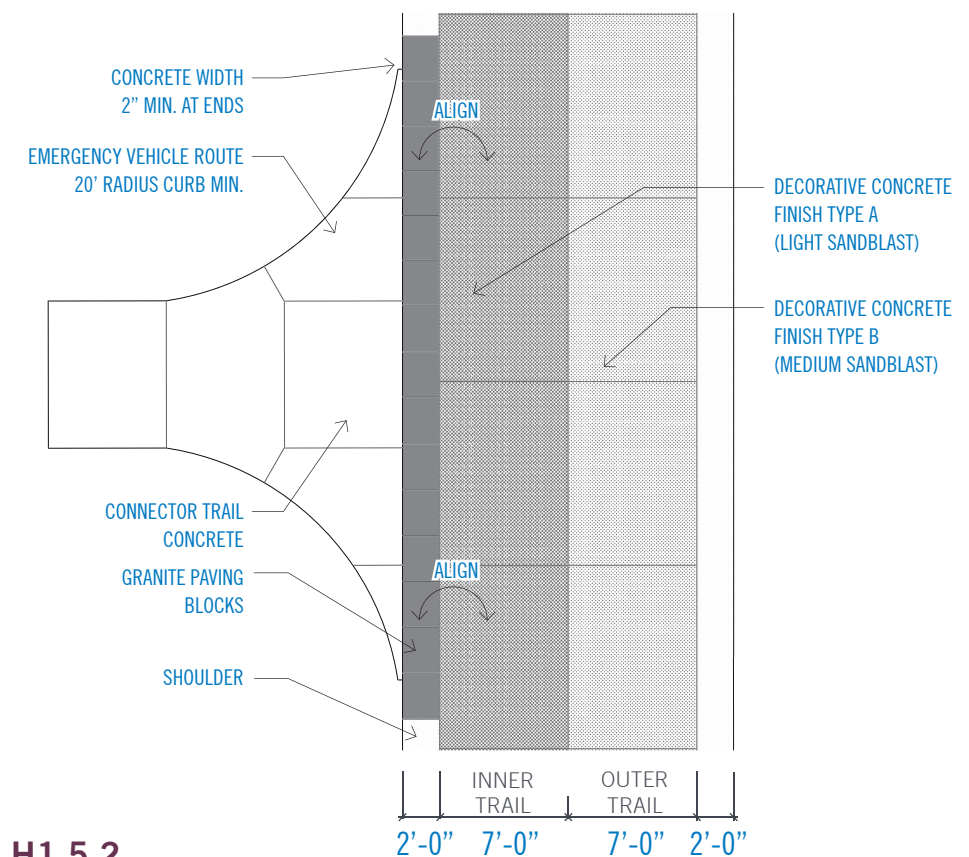 CONCRETE WIDTH
2” MIN. AT ENDS
ALIGN
EMERGENCY VEHICLE ROUTE
20’ RADIUS CURB MIN.
DECORATIVE CONCRETE
FINISH TYPE A
(LIGHT SANDBLAST)
DECORATIVE CONCRETE
FINISH TYPE B
(MEDIUM SANDBLAST)
CONNECTOR TRAIL
CONCRETE
ALIGN
GRANITE PAVING
BLOCKS
SHOULDER
INNER
TRAIL
OUTER
TRAIL
2’-0” 7’-0” 7’-0” 2’-0”
H1.5.2